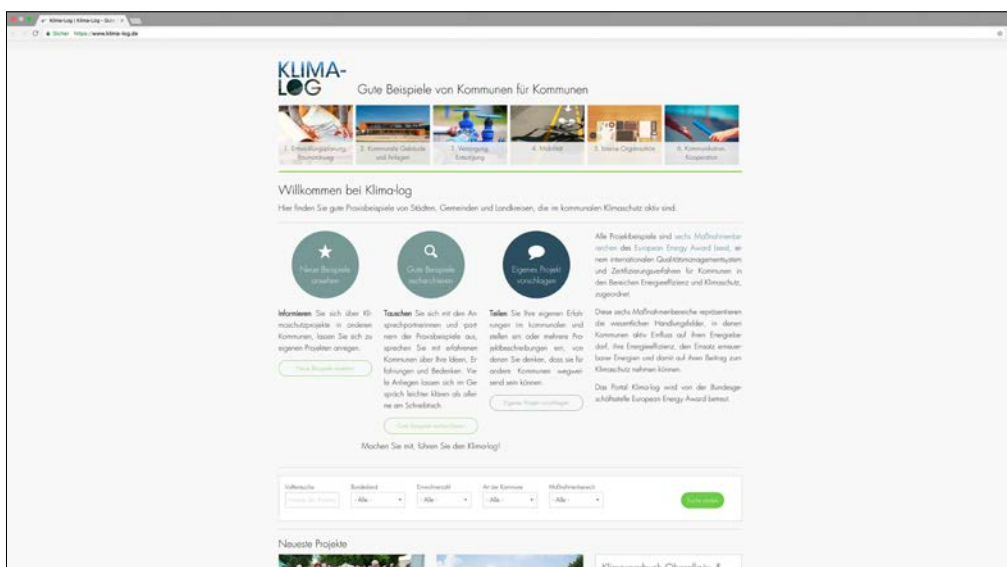 Klima-Log | Klima-Log - Gute
Sicher
https://www.klima-log.de
KLIMA-
LOG
Gute Beispiele von Kommunen für Kommunen
1. Entwicklungsplanung,
Raumordnung
2. Kommunale Gebäude
und Anlagen
3. Versorgung,
Entsorgung
4. Mobilität
5. Interne Organisation
6. Kommunikation,
Kooperation
Willkommen bei Klima-log
Hier finden Sie gute Praxisbeispiele von Städten, Gemeinden und Landkreisen, die im kommunalen Klimaschutz aktiv sind.
Neue Beispiele
ansehen
Informieren Sie sich über Kli-
maschutzprojekte in anderen
Kommunen, lassen Sie sich zu
eigenen Projekten anregen.
Neue Beispiele ansehen
Gute Beispiele
recherchieren
Tauschen Sie sich mit den An-
sprechpartnerinnen und -part-
nern der Praxisbeispiele aus,
sprechen Sie mit erfahrenen
Kommunen über Ihre Ideen, Er-
fahrungen und Bedenken. Vie-
le Anliegen lassen sich im Ge-
spräch leichter klären als allei-
ne am Schreibtisch.
Gute Beispiele recherchieren
Eigenes Projekt
vorschlagen
Teilen Sie Ihre eigenen Erfah-
rungen im kommunalen und
stellen ein oder mehrere Pro-
jektbeschreibungen ein, von
denen Sie denken, dass sie für
andere Kommunen wegwei-
send sein können.
Eigenes Projekt vorschlagen
Alle Projektbeispiele sind sechs Maßnahmenbe-
reichen des European Energy Award (eea), ei-
nem internationalen Qualitätsmanagementsystem
und Zertifizierungsverfahren für Kommunen in
den Bereichen Energieeffizienz und Klimaschutz,
zugeordnet.
Diese sechs Maßnahmenbereiche repräsentieren
die wesentlichen Handlungsfelder, in denen
Kommunen aktiv Einfluss auf ihren Energiebe-
darf, ihre Energieeffizienz, den Einsatz erneuer-
barer Energien und damit auf ihren Beitrag zum
Klimaschutz nehmen können.
Das Portal Klima-log wird von der Bundesge-
schäftsstelle European Energy Award betreut.
Machen Sie mit, führen Sie den Klima-log!
Volltextsuche
Bundesland
- Alle -
Einwohnerzahl
- Alle -
Art der Kommune
- Alle -
Maßnahmenbereich
- Alle -
Suche starten
Neueste Projekte